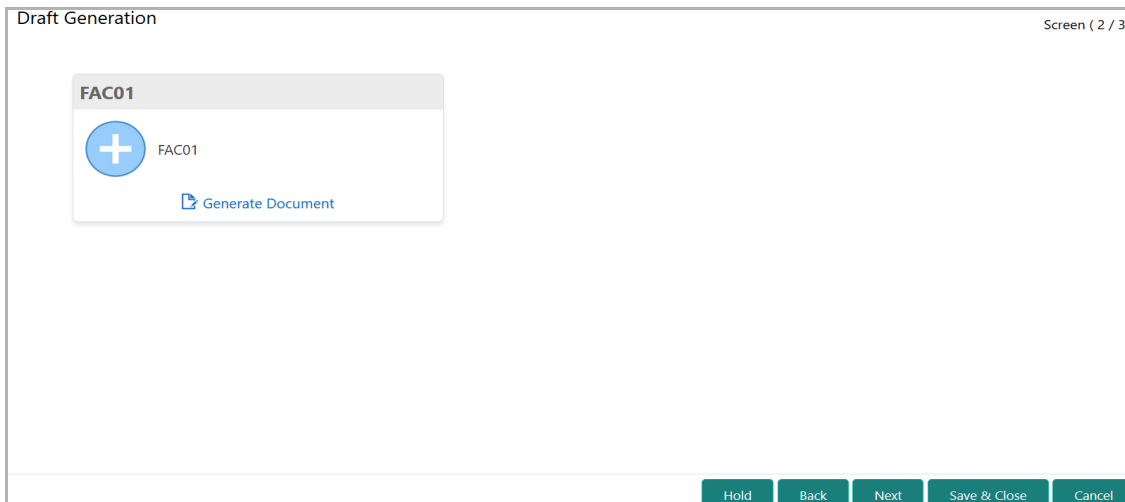 Draft Generation
Screen ( 2 / 3
FAC01
FAC01
Generate Document
Hold Back Next Save & Close Cancel